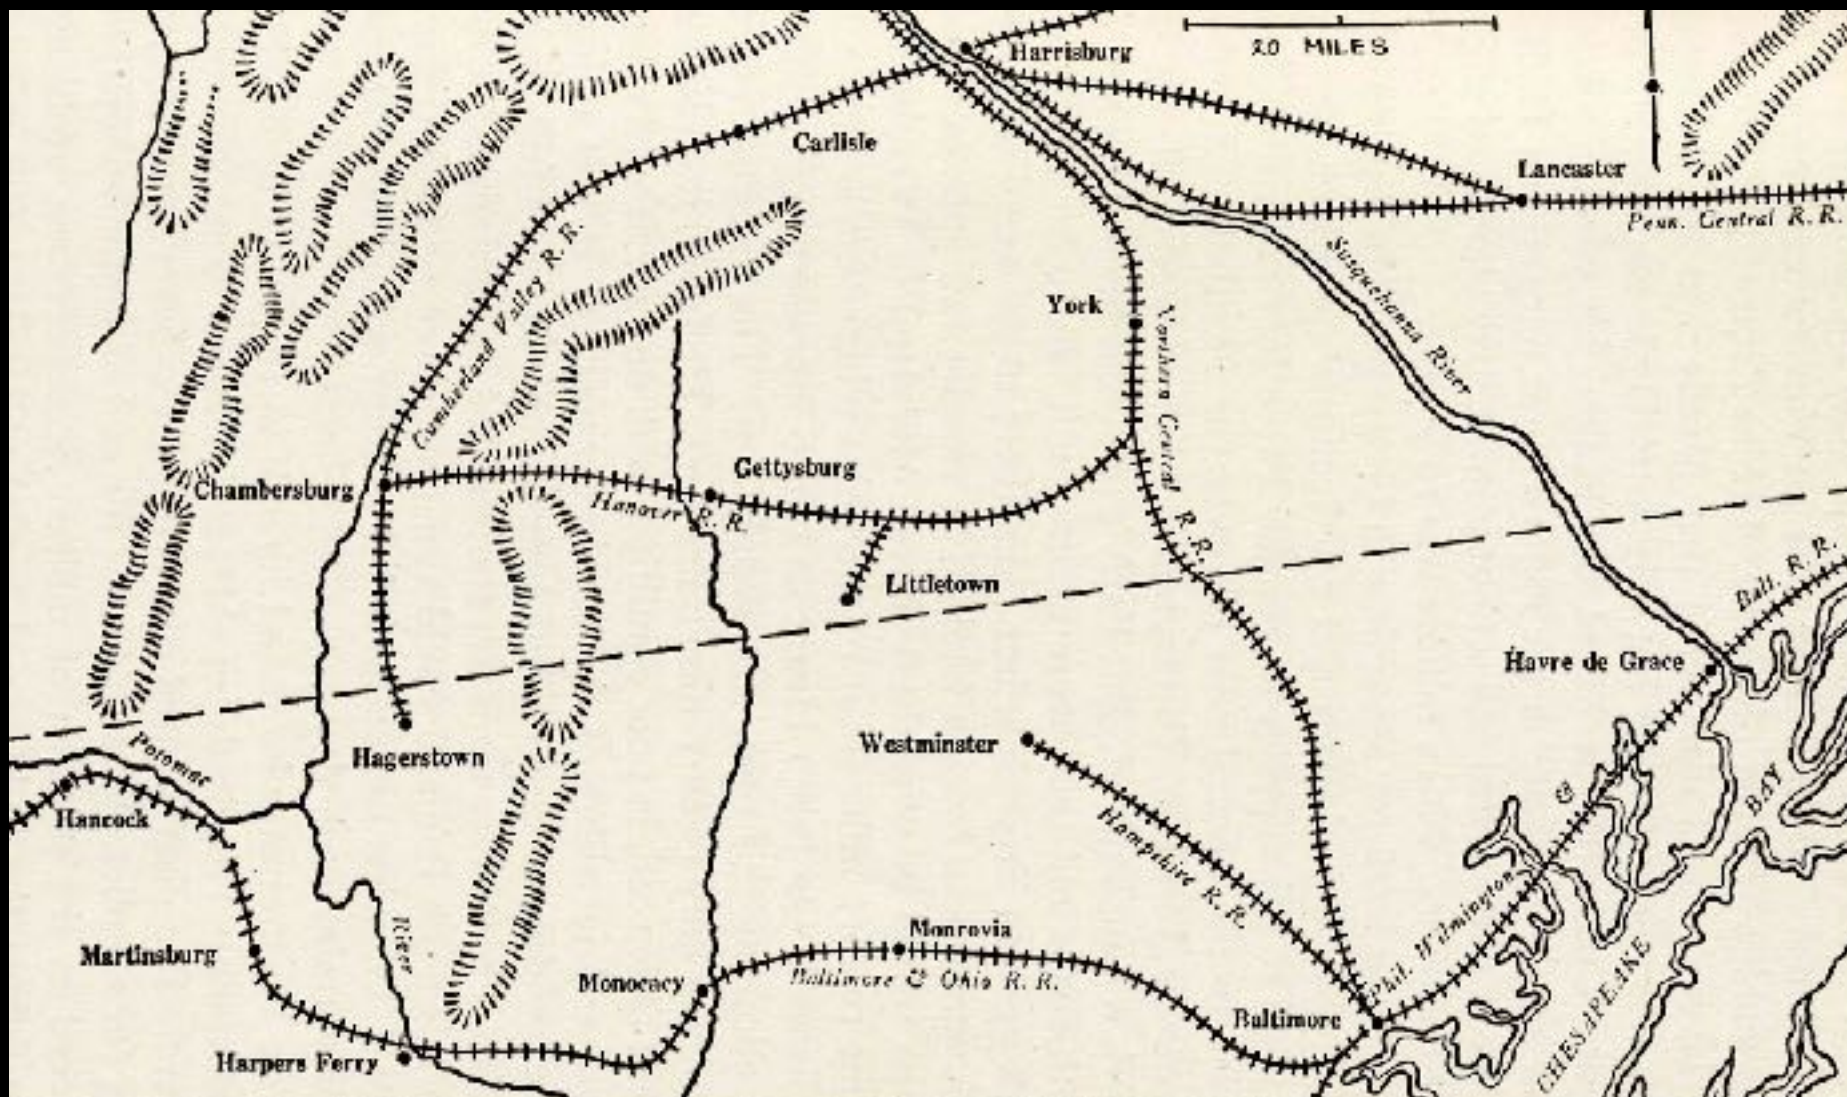 Harrisburg
20 MILES
Carlisle
Lancaster
Penn. Central R. R.
Susquehanna River
Cumberland Valley R. R.
York
Northern Central R. R.
Gettysburg
Chambersburg
Hanover R. R.
Littletown
Balt. R. R.
Havre de Grace
Potomac
Hagerstown
Westminster
&
BAY
Hancock
Hampshire R. R.
Phil. Wilmington
River
Martinsburg
Monrovia
Monocacy
Baltimore & Ohio R. R.
Baltimore
CHESAPEAKE
Harpers Ferry